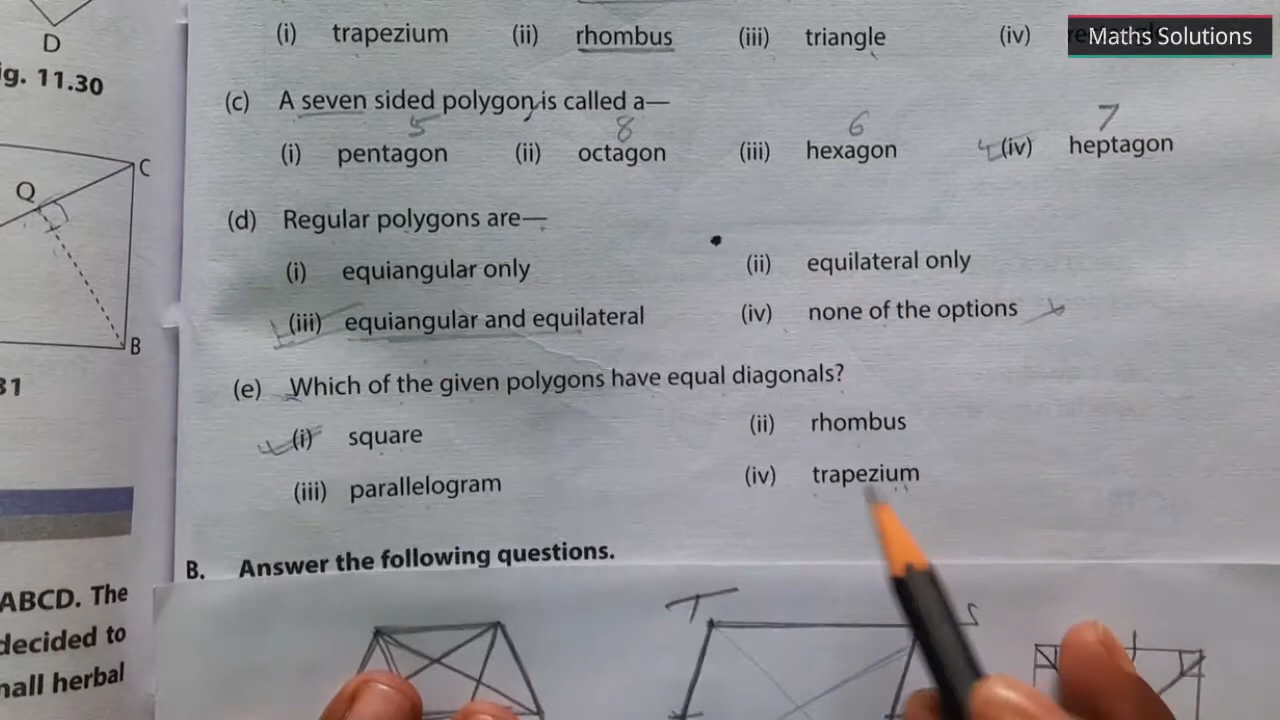 D
ig. 11.30
C
Q
B
31
ABCD. The
decided to
mall herbal
Maths Solutions
(i) trapezium (ii) rhombus (iii) triangle (iv)
(c) A seven sided polygon is called a—
5 8 6 7
(i) pentagon (ii) octagon (iii) hexagon (iv) heptagon
(d) Regular polygons are—
(i) equiangular only (ii) equilateral only
(iii) equiangular and equilateral (iv) none of the options
(e) Which of the given polygons have equal diagonals?
(i) square (ii) rhombus
(iii) parallelogram (iv) trapezium
B. Answer the following questions.
T S